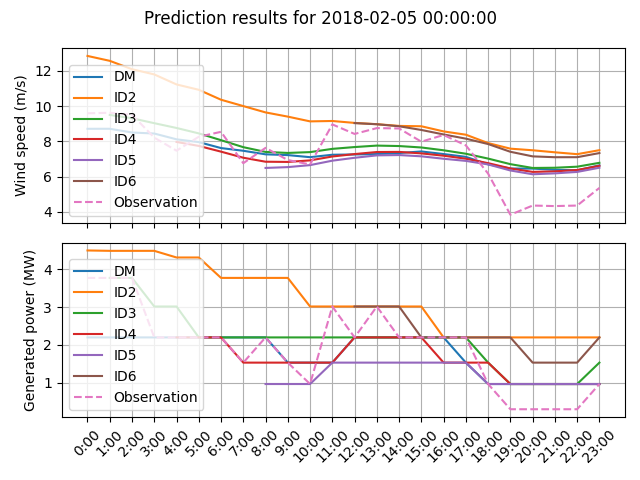 Prediction results for 2018-02-05 00:00:00
Wind speed (m/s)
12
10
8
6
4
DM
ID2
ID3
ID4
ID5
ID6
Observation
Generated power (MW)
4
3
2
1
DM
ID2
ID3
ID4
ID5
ID6
Observation
0:00 1:00 2:00 3:00 4:00 5:00 6:00 7:00 8:00 9:00 10:00 11:00 12:00 13:00 14:00 15:00 16:00 17:00 18:00 19:00 20:00 21:00 22:00 23:00